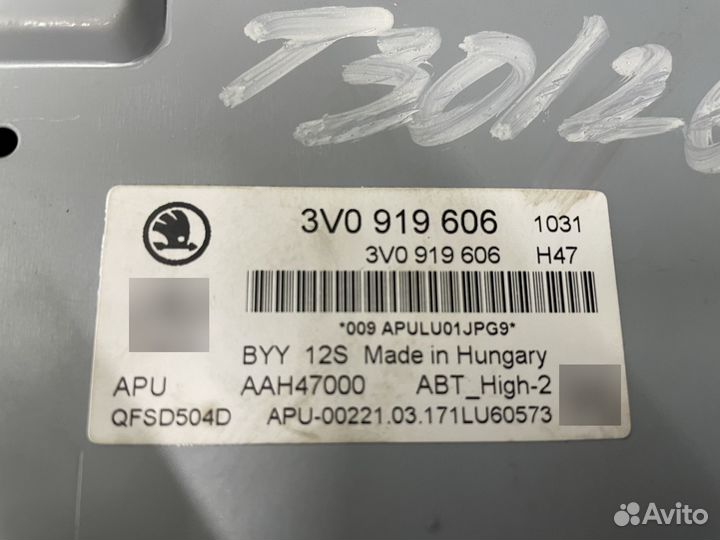 T3012
3V0 919 606 1031
3V0 919 606 H47
*009 APULU01JPG9*
BYY 12S Made in Hungary
APU AAH47000 ABT_High-2
QFSD504D APU-00221.03.171LU60573
Avito